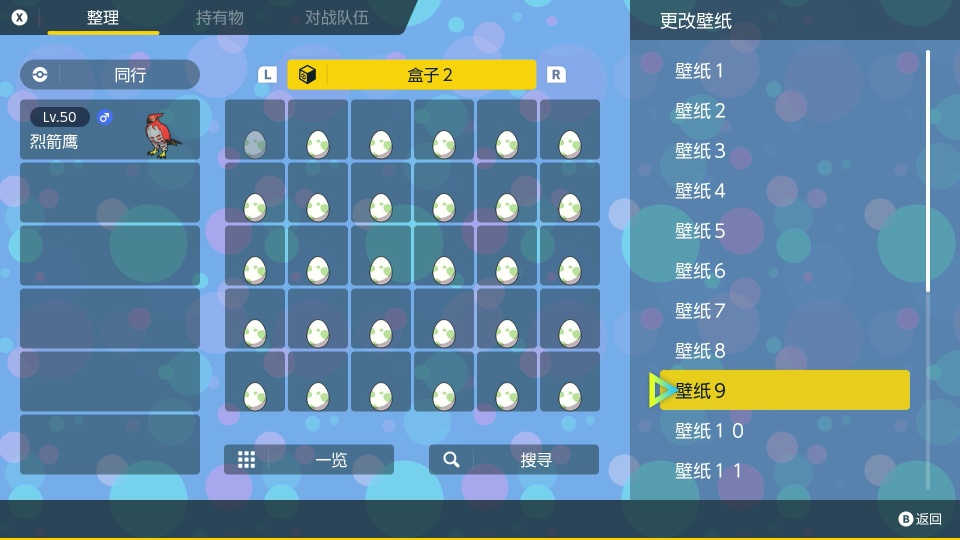 X 整理 持有物 对战队伍
更改壁纸
同行
L 盒子2 R
Lv.50 ♂
烈箭鹰
壁纸1
壁纸2
壁纸3
壁纸4
壁纸5
壁纸6
壁纸7
壁纸8
壁纸9
壁纸10
壁纸11
一览
搜寻
B 返回